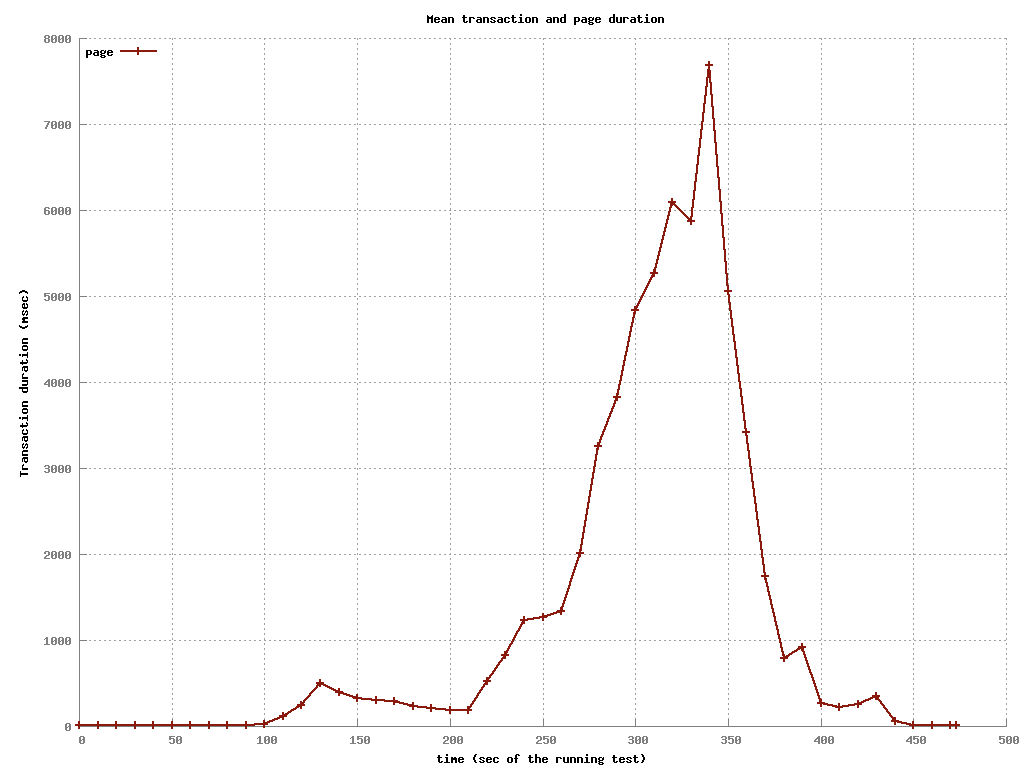 Mean transaction and page duration
page
8000
7000
6000
5000
4000
3000
2000
1000
0
Transaction duration (msec)
0 50 100 150 200 250 300 350 400 450 500
time (sec of the running test)